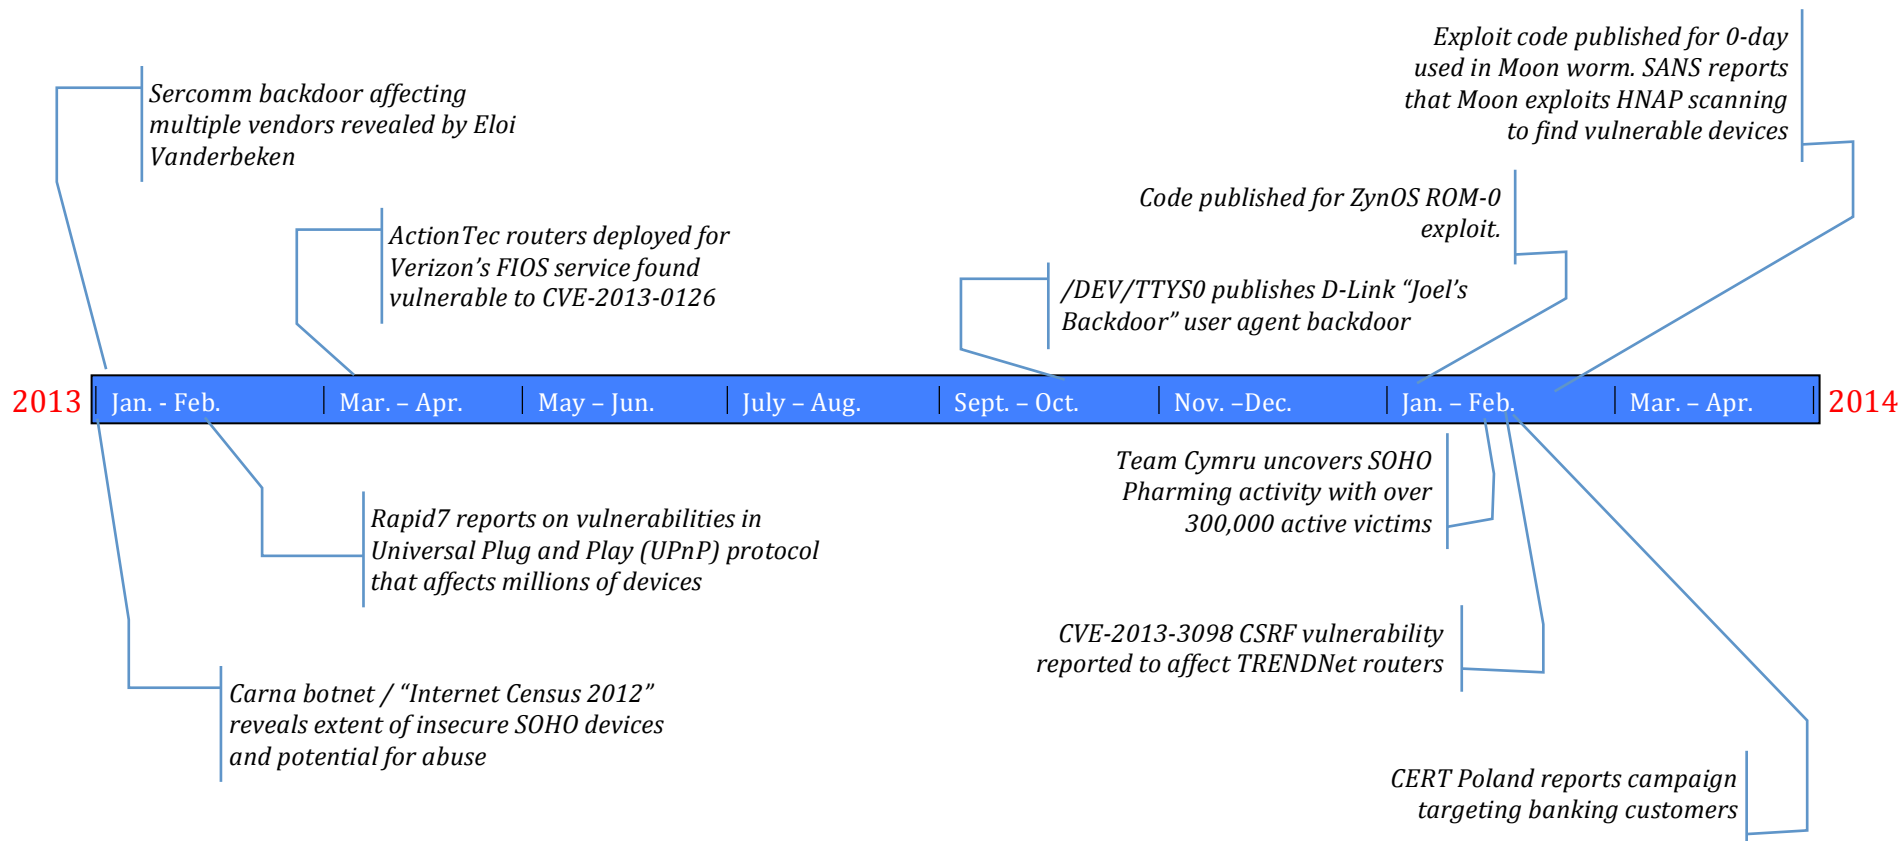 Exploit code published for 0-day
used in Moon worm. SANS reports
that Moon exploits HNAP scanning
to find vulnerable devices
Sercomm backdoor affecting
multiple vendors revealed by Eloi
Vanderbeken
Code published for ZynOS ROM-0
exploit.
ActionTec routers deployed for
Verizon's FIOS service found
vulnerable to CVE-2013-0126
/DEV/TTYS0 publishes D-Link “Joel's
Backdoor” user agent backdoor
2013 Jan. - Feb. Mar. – Apr. May – Jun. July – Aug. Sept. – Oct. Nov. –Dec. Jan. – Feb. Mar. – Apr. 2014
Team Cymru uncovers SOHO
Pharming activity with over
300,000 active victims
Rapid7 reports on vulnerabilities in
Universal Plug and Play (UPnP) protocol
that affects millions of devices
CVE-2013-3098 CSRF vulnerability
reported to affect TRENDNet routers
Carna botnet / “Internet Census 2012”
reveals extent of insecure SOHO devices
and potential for abuse
CERT Poland reports campaign
targeting banking customers